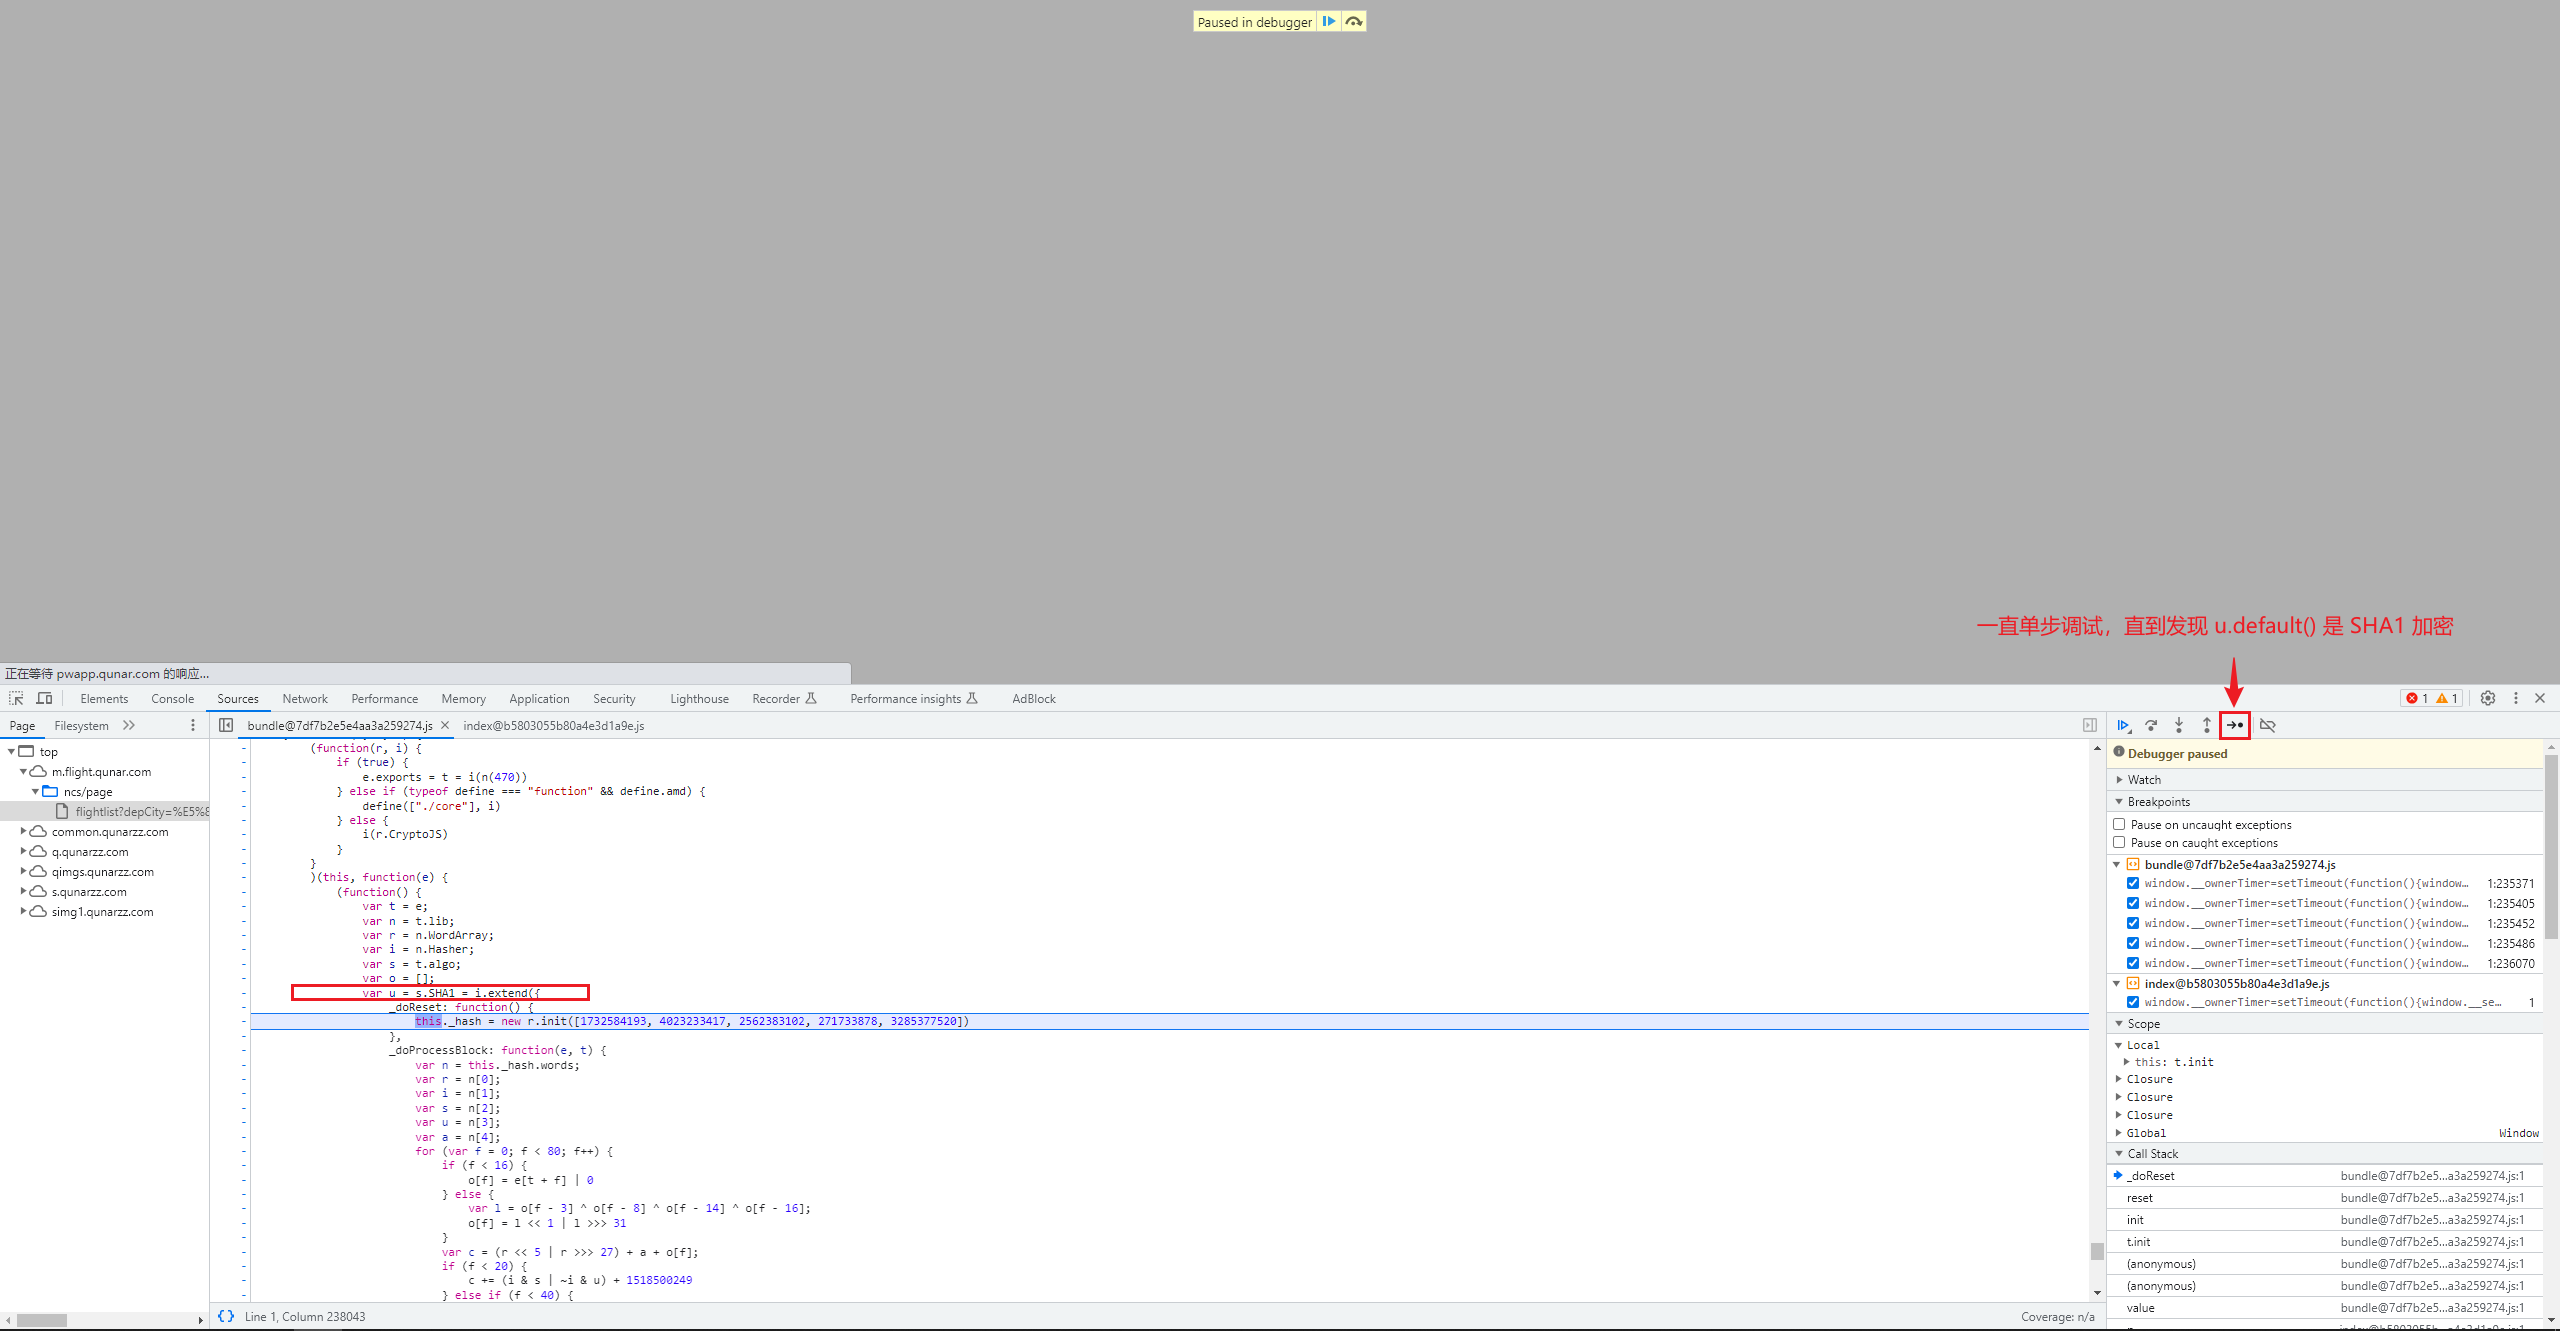 Paused in debugger
一直单步调试，直到发现 u.default() 是 SHA1 加密
正在等待 pwapp.qunar.com 的响应...
Elements Console Sources Network Performance Memory Application Security Lighthouse Recorder Performance insights AdBlock 1 1
Page Filesystem
bundle@7df7b2e5e4aa3a259274.js index@b5803055b80a4e3d1a9e.js
top
m.flight.qunar.com
ncs/page
flightlist?depCity=%E5%8
common.qunarzz.com
q.qunarzz.com
qimgs.qunarzz.com
s.qunarzz.com
simg1.qunarzz.com
(function(r, i) {
if (true) {
e.exports = t = i(n(470))
} else if (typeof define === "function" && define.amd) {
define(["./core"], i)
} else {
i(r.CryptoJS)
}
}
)(this, function(e) {
(function() {
var t = e;
var n = t.lib;
var r = n.WordArray;
var i = n.Hasher;
var s = t.algo;
var o = [];
var u = s.SHA1 = i.extend({
_doReset: function() {
this._hash = new r.init([1732584193, 4023233417, 2562383102, 271733878, 3285377520])
},
_doProcessBlock: function(e, t) {
var n = this._hash.words;
var r = n[0];
var i = n[1];
var s = n[2];
var u = n[3];
var a = n[4];
for (var f = 0; f < 80; f++) {
if (f < 16) {
o[f] = e[t + f] | 0
} else {
var l = o[f - 3] ^ o[f - 8] ^ o[f - 14] ^ o[f - 16];
o[f] = l << 1 | l >>> 31
}
var c = (r << 5 | r >>> 27) + a + o[f];
if (f < 20) {
c += (i & s | ~i & u) + 1518500249
} else if (f < 40) {
{} Line 1, Column 238043
Coverage: n/a
Debugger paused
Watch
Breakpoints
Pause on uncaught exceptions
Pause on caught exceptions
bundle@7df7b2e5e4aa3a259274.js
window.__ownerTimer=setTimeout(function(){window… 1:235371
window.__ownerTimer=setTimeout(function(){window… 1:235405
window.__ownerTimer=setTimeout(function(){window… 1:235452
window.__ownerTimer=setTimeout(function(){window… 1:235486
window.__ownerTimer=setTimeout(function(){window… 1:236070
index@b5803055b80a4e3d1a9e.js
window.__ownerTimer=setTimeout(function(){window.__se… 1
Scope
Local
this: t.init
Closure
Closure
Closure
Global Window
Call Stack
_doReset bundle@7df7b2e5…a3a259274.js:1
reset bundle@7df7b2e5…a3a259274.js:1
init bundle@7df7b2e5…a3a259274.js:1
t.init bundle@7df7b2e5…a3a259274.js:1
(anonymous) bundle@7df7b2e5…a3a259274.js:1
(anonymous) bundle@7df7b2e5…a3a259274.js:1
value bundle@7df7b2e5…a3a259274.js:1